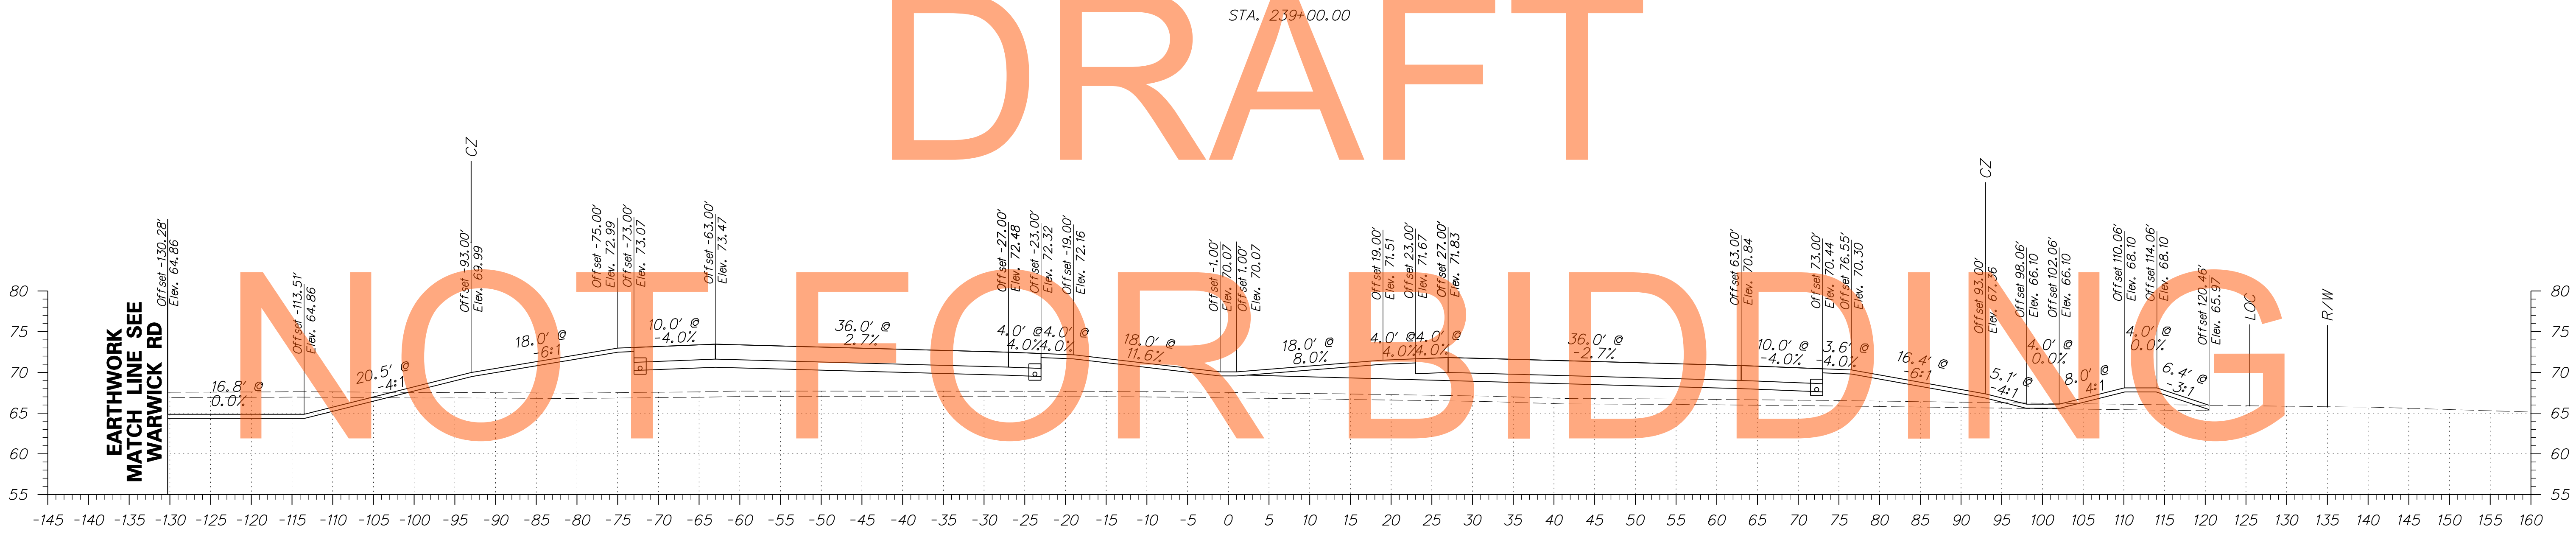 STA. 239+00.00
DRAFT
NOT FOR BIDDING
CZ
CZ
Offset -130.28'
Elev. 64.86
Offset -113.51'
Elev. 64.86
Offset -93.00'
Elev. 69.99
Offset -75.00'
Elev. 72.99
Offset -73.00'
Elev. 73.07
Offset -63.00'
Elev. 73.47
Offset -27.00'
Elev. 72.48
Offset -23.00'
Elev. 72.32
Offset -19.00'
Elev. 72.16
Offset -1.00'
Elev. 70.07
Offset 1.00'
Elev. 70.07
Offset 19.00'
Elev. 71.51
Offset 23.00'
Elev. 71.67
Offset 27.00'
Elev. 71.83
Offset 63.00'
Elev. 70.84
Offset 73.00'
Elev. 70.44
Offset 76.55'
Elev. 70.30
Offset 93.00'
Elev. 67.36
Offset 98.06'
Elev. 66.10
Offset 102.06'
Elev. 66.10
Offset 110.06'
Elev. 68.10
Offset 114.06'
Elev. 68.10
Offset 120.46'
Elev. 65.97
LOC
R/W
EARTHWORK
MATCH LINE SEE
WARWICK RD
16.8' @
0.0%
20.5' @
-4:1
18.0' @
-6:1
10.0' @
-4.0%
36.0' @
2.7%
4.0' @
4.0%
4.0' @
4.0%
18.0' @
11.6%
18.0' @
8.0%
4.0' @
4.0%
4.0' @
4.0%
36.0' @
-2.7%
10.0' @
-4.0%
3.6' @
-4.0%
16.4' @
-6:1
5.1' @
-4:1
4.0' @
0.0%
8.0' @
4:1
4.0' @
0.0%
6.4' @
-3:1
P
P
P
80
75
70
65
60
55
80
75
70
65
60
55
-145 -140 -135 -130 -125 -120 -115 -110 -105 -100 -95 -90 -85 -80 -75 -70 -65 -60 -55 -50 -45 -40 -35 -30 -25 -20 -15 -10 -5 0 5 10 15 20 25 30 35 40 45 50 55 60 65 70 75 80 85 90 95 100 105 110 115 120 125 130 135 140 145 150 155 160